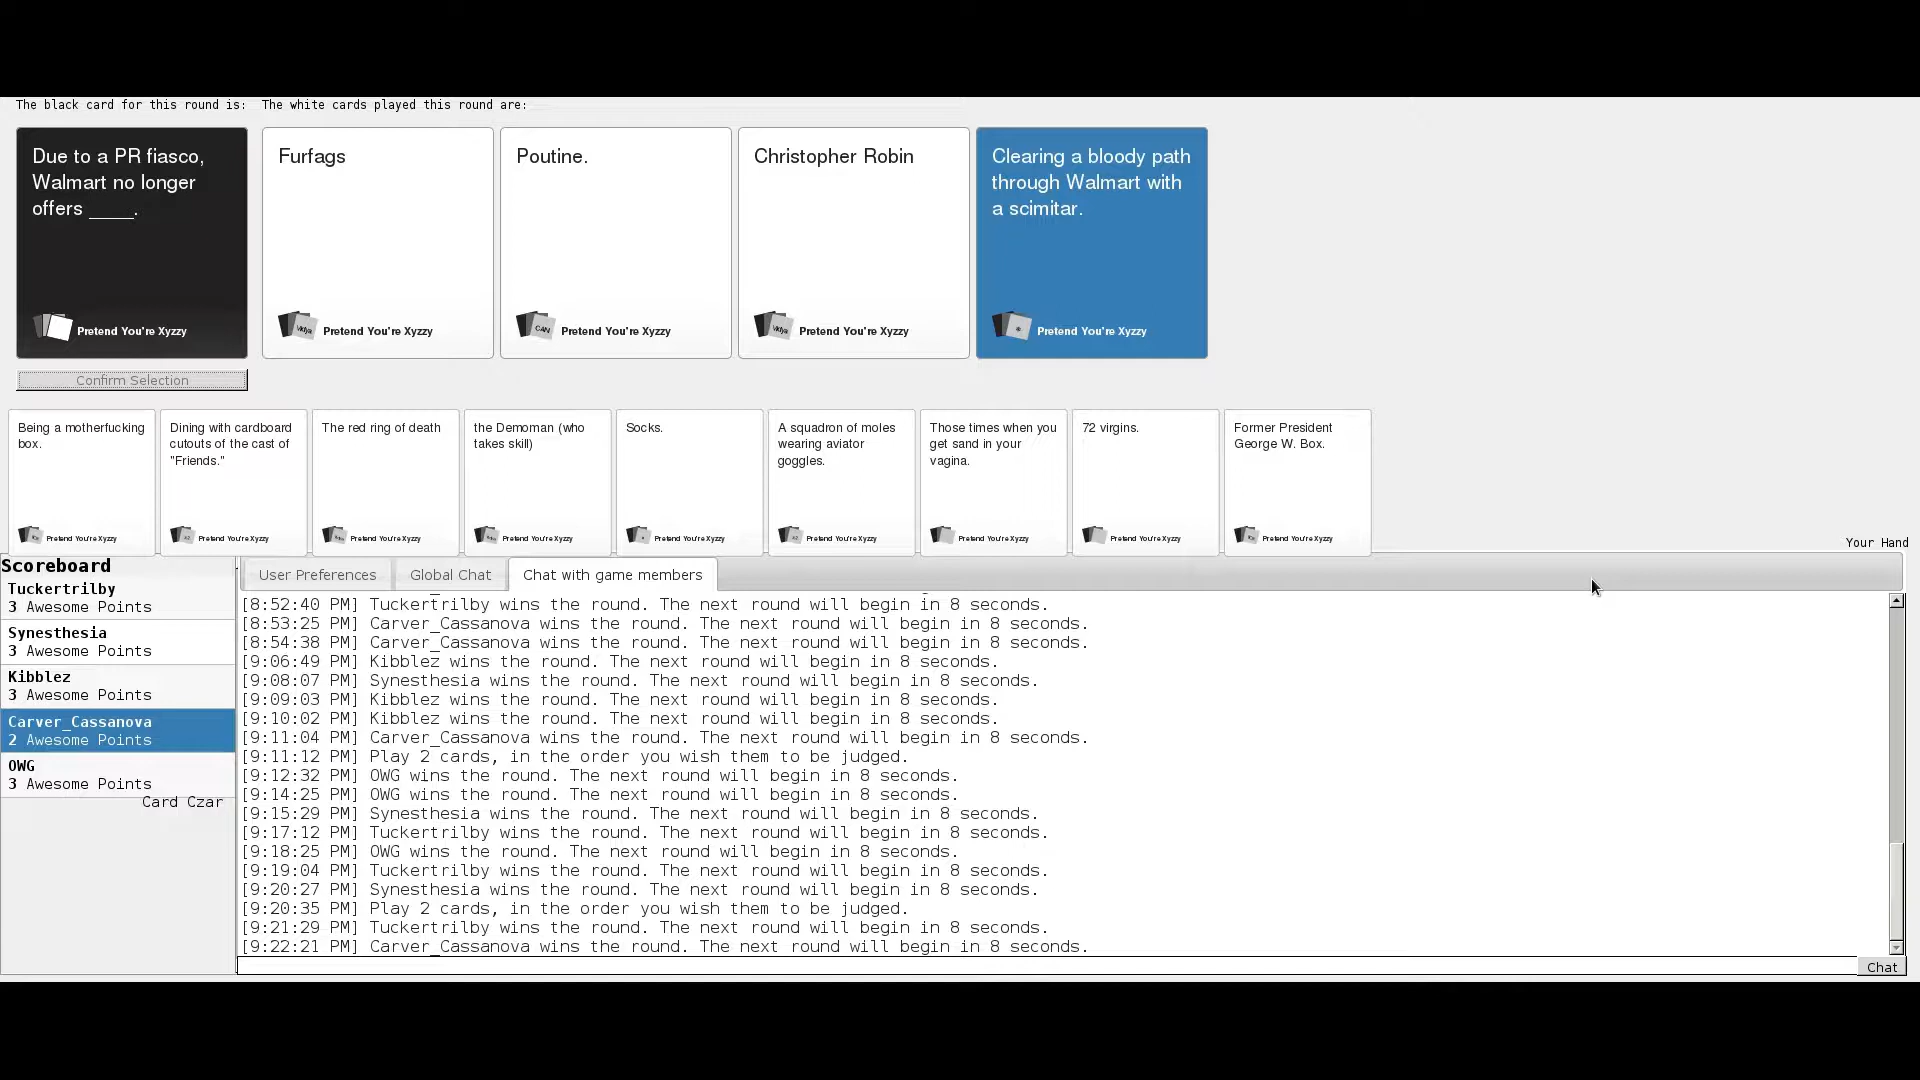 The black card for this round is: The white cards played this round are:
Due to a PR fiasco,
Walmart no longer
offers ____.
Pretend You're Xyzzy
Furfags
Vidya
Pretend You're Xyzzy
Poutine.
CAN
Pretend You're Xyzzy
Christopher Robin
Vidya
Pretend You're Xyzzy
Clearing a bloody path
through Walmart with
a scimitar.
Pretend You're Xyzzy
Confirm Selection
Being a motherfucking
box.
Pretend You're Xyzzy
Dining with cardboard
cutouts of the cast of
"Friends."
Pretend You're Xyzzy
The red ring of death
Pretend You're Xyzzy
the Demoman (who
takes skill)
Pretend You're Xyzzy
Socks.
Pretend You're Xyzzy
A squadron of moles
wearing aviator
goggles.
Pretend You're Xyzzy
Those times when you
get sand in your
vagina.
Pretend You're Xyzzy
72 virgins.
Pretend You're Xyzzy
Former President
George W. Box.
Pretend You're Xyzzy
Your Hand
Scoreboard
Tuckertrilby
3 Awesome Points
Synesthesia
3 Awesome Points
Kibblez
3 Awesome Points
Carver_Cassanova
2 Awesome Points
OWG
3 Awesome Points
Card Czar
User Preferences
Global Chat
Chat with game members
[8:52:40 PM] Tuckertrilby wins the round. The next round will begin in 8 seconds.
[8:53:25 PM] Carver_Cassanova wins the round. The next round will begin in 8 seconds.
[8:54:38 PM] Carver_Cassanova wins the round. The next round will begin in 8 seconds.
[9:06:49 PM] Kibblez wins the round. The next round will begin in 8 seconds.
[9:08:07 PM] Synesthesia wins the round. The next round will begin in 8 seconds.
[9:09:03 PM] Kibblez wins the round. The next round will begin in 8 seconds.
[9:10:02 PM] Kibblez wins the round. The next round will begin in 8 seconds.
[9:11:04 PM] Carver_Cassanova wins the round. The next round will begin in 8 seconds.
[9:11:12 PM] Play 2 cards, in the order you wish them to be judged.
[9:12:32 PM] OWG wins the round. The next round will begin in 8 seconds.
[9:14:25 PM] OWG wins the round. The next round will begin in 8 seconds.
[9:15:29 PM] Synesthesia wins the round. The next round will begin in 8 seconds.
[9:17:12 PM] Tuckertrilby wins the round. The next round will begin in 8 seconds.
[9:18:25 PM] OWG wins the round. The next round will begin in 8 seconds.
[9:19:04 PM] Tuckertrilby wins the round. The next round will begin in 8 seconds.
[9:20:27 PM] Synesthesia wins the round. The next round will begin in 8 seconds.
[9:20:35 PM] Play 2 cards, in the order you wish them to be judged.
[9:21:29 PM] Tuckertrilby wins the round. The next round will begin in 8 seconds.
[9:22:21 PM] Carver_Cassanova wins the round. The next round will begin in 8 seconds.
Chat